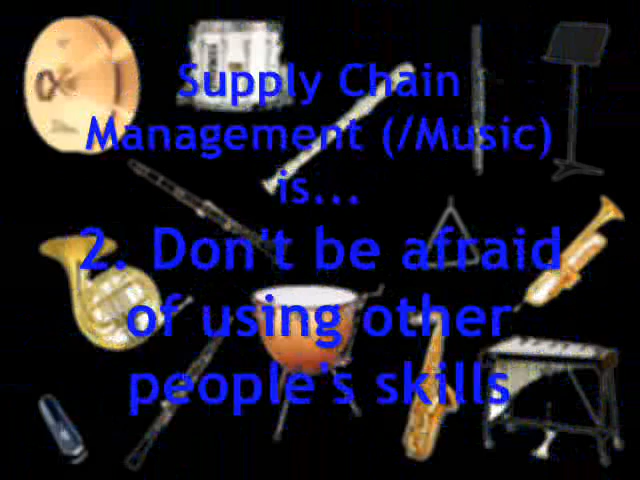 Supply Chain
Management (/Music)
is...
2. Don't be afraid
of using other
people's skills